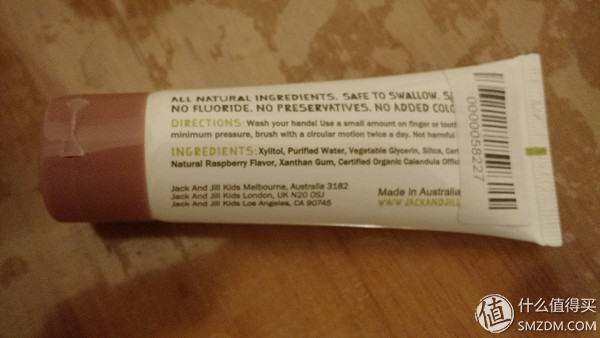 ALL NATURAL INGREDIENTS. SAFE TO SWALLOW.
NO FLUORIDE. NO PRESERVATIVES. NO ADDED
DIRECTIONS: Wash your hands! Use a small amount on finger or
minimum pressure, brush with a circular motion twice a day. Not harmful
INGREDIENTS: Xylitol, Purified Water, Vegetable Glycerin, Silica,
Natural Raspberry Flavor, Xanthan Gum, Certified Organic Calendula
Jack And Jill Kids Melbourne, Australia 3182
Jack And Jill Kids London, UK N20 0SJ
Jack And Jill Kids Los Angeles, CA 90745
Made in Australia
WWW.JACKANDJILL
0000058227
值 什么值得买
SMZDM.COM